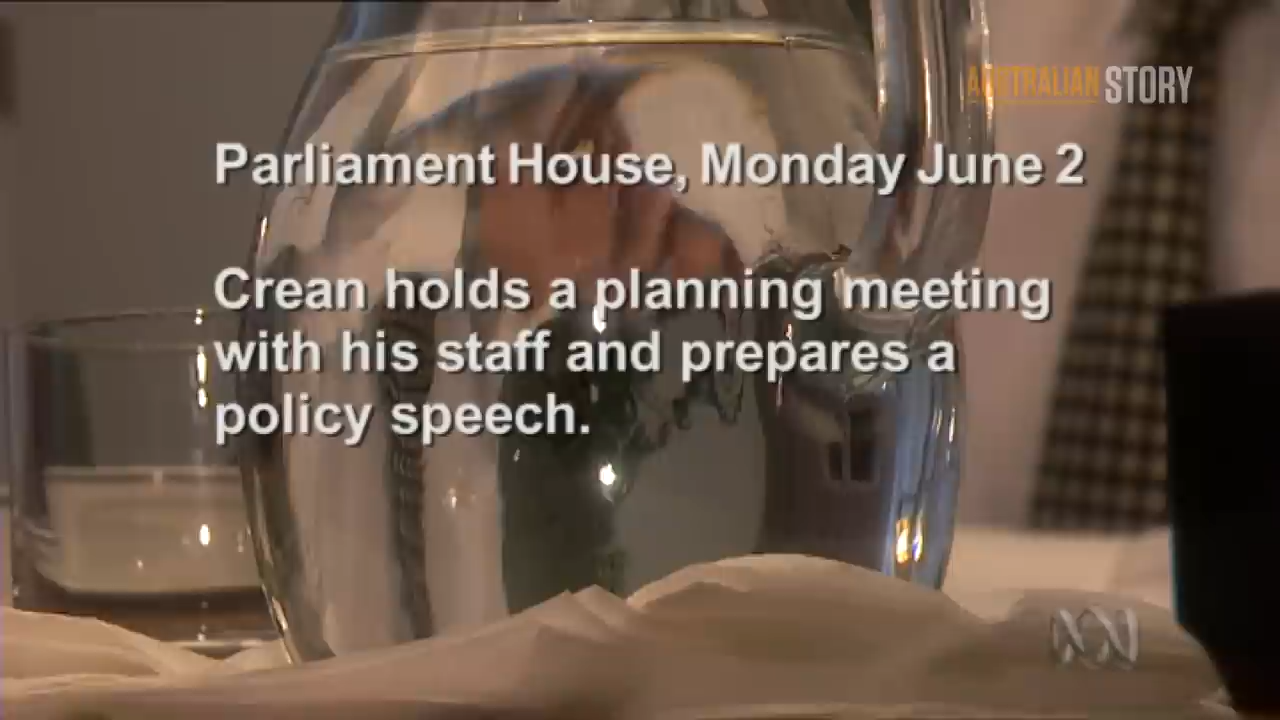 AUSTRALIAN STORY
Parliament House, Monday June 2
Crean holds a planning meeting
with his staff and prepares a
policy speech.